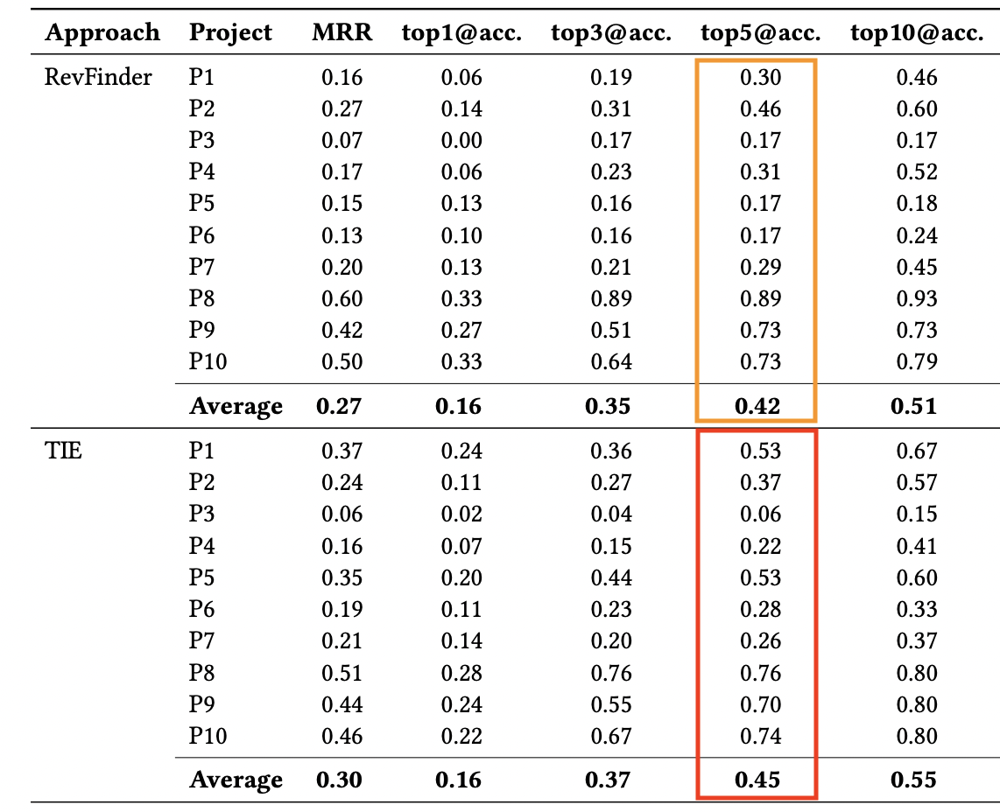 Approach Project MRR top1@acc. top3@acc. top5@acc. top10@acc.
RevFinder P1 0.16 0.06 0.19 0.30 0.46
P2 0.27 0.14 0.31 0.46 0.60
P3 0.07 0.00 0.17 0.17 0.17
P4 0.17 0.06 0.23 0.31 0.52
P5 0.15 0.13 0.16 0.17 0.18
P6 0.13 0.10 0.16 0.17 0.24
P7 0.20 0.13 0.21 0.29 0.45
P8 0.60 0.33 0.89 0.89 0.93
P9 0.42 0.27 0.51 0.73 0.73
P10 0.50 0.33 0.64 0.73 0.79
Average 0.27 0.16 0.35 0.42 0.51
TIE P1 0.37 0.24 0.36 0.53 0.67
P2 0.24 0.11 0.27 0.37 0.57
P3 0.06 0.02 0.04 0.06 0.15
P4 0.16 0.07 0.15 0.22 0.41
P5 0.35 0.20 0.44 0.53 0.60
P6 0.19 0.11 0.23 0.28 0.33
P7 0.21 0.14 0.20 0.26 0.37
P8 0.51 0.28 0.76 0.76 0.80
P9 0.44 0.24 0.55 0.70 0.80
P10 0.46 0.22 0.67 0.74 0.80
Average 0.30 0.16 0.37 0.45 0.55